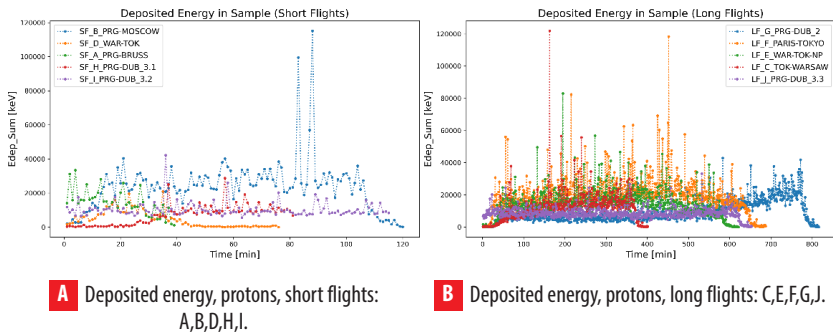 Deposited Energy in Sample (Short Flights)
Edep_Sum [keV]
120000
100000
80000
60000
40000
20000
0
SF_B_PRG-MOSCOW
SF_D_WAR-TOK
SF_A_PRG-BRUSS
SF_H_PRG-DUB_3.1
SF_I_PRG-DUB_3.2
0 20 40 60 80 100 120
Time [min]
A Deposited energy, protons, short flights:
A,B,D,H,I.
Deposited Energy in Sample (Long Flights)
Edep_Sum [keV]
120000
100000
80000
60000
40000
20000
0
LF_G_PRG-DUB_2
LF_F_PARIS-TOKYO
LF_E_WAR-TOK-NP
LF_C_TOK-WARSAW
LF_J_PRG-DUB_3.3
0 100 200 300 400 500 600 700 800
Time [min]
B Deposited energy, protons, long flights: C,E,F,G,J.